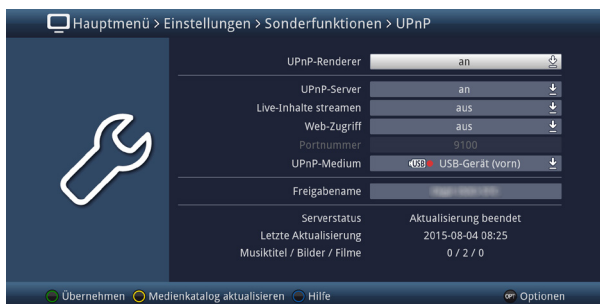 Hauptmenü > Einstellungen > Sonderfunktionen > UPnP
UPnP-Renderer an
UPnP-Server an
Live-Inhalte streamen aus
Web-Zugriff aus
Portnummer 9100
UPnP-Medium USB USB-Gerät (vorn)
Freigabename
Serverstatus Aktualisierung beendet
Letzte Aktualisierung 2015-08-04 08:25
Musiktitel / Bilder / Filme 0 / 2 / 0
Übernehmen Medienkatalog aktualisieren Hilfe OPT Optionen